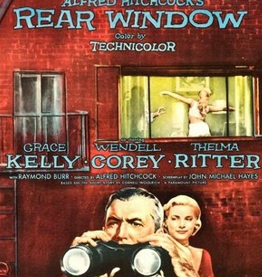 ALFRED HITCHCOCK'S
REAR WINDOW
Color by
TECHNICOLOR
GRACE WENDELL THELMA
KELLY · COREY · RITTER
WITH RAYMOND BURR · DIRECTED BY ALFRED HITCHCOCK · SCREENPLAY BY JOHN MICHAEL HAYES
BASED ON THE SHORT STORY BY CORNELL WOOLRICH · A PARAMOUNT PICTURE